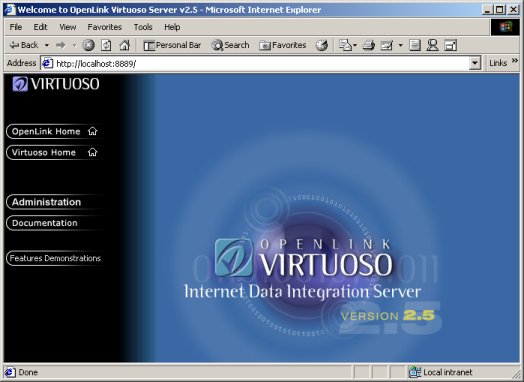 Welcome to OpenLink Virtuoso Server v2.5 - Microsoft Internet Explorer
File Edit View Favorites Tools Help
Back Personal Bar Search Favorites
Address http://localhost:8889/ Links »
VIRTUOSO
OpenLink Home
Virtuoso Home
Administration
Documentation
Features Demonstrations
OPENLINK
VIRTUOSO
Internet Data Integration Server
VERSION 2.5
2.5
Done Local intranet